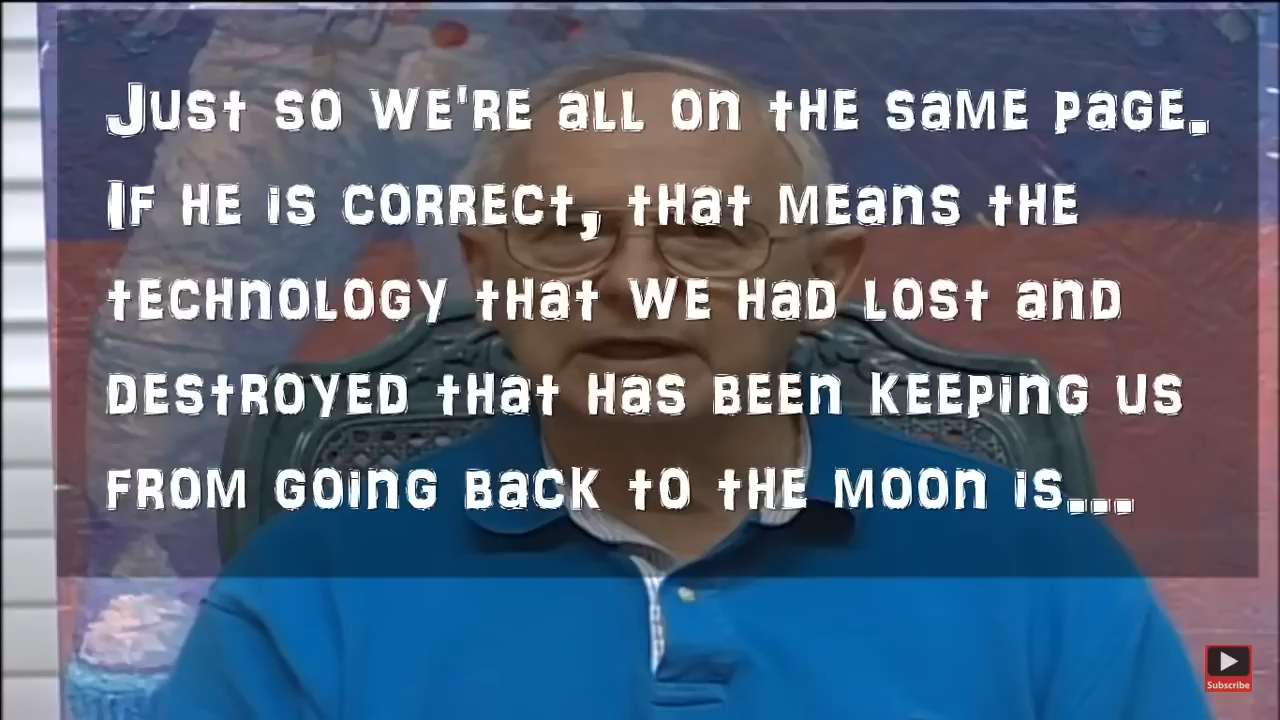 Just so we're all on the same page.
If he is correct, that means the
technology that we had lost and
destroyed that has been keeping us
from going back to the moon is...
Subscribe